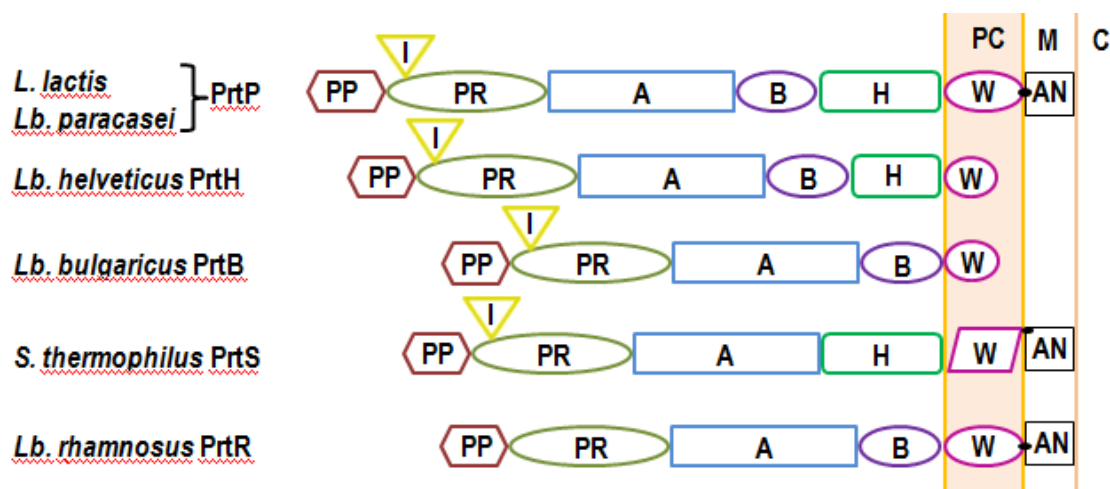 PC M C
I
L. lactis
Lb. paracasei
PrtP PP PR A B H W AN
I
Lb. helveticus PrtH PP PR A B H W
I
Lb. bulgaricus PrtB PP PR A B W
I
S. thermophilus PrtS PP PR A H W AN
Lb. rhamnosus PrtR PP PR A B W AN